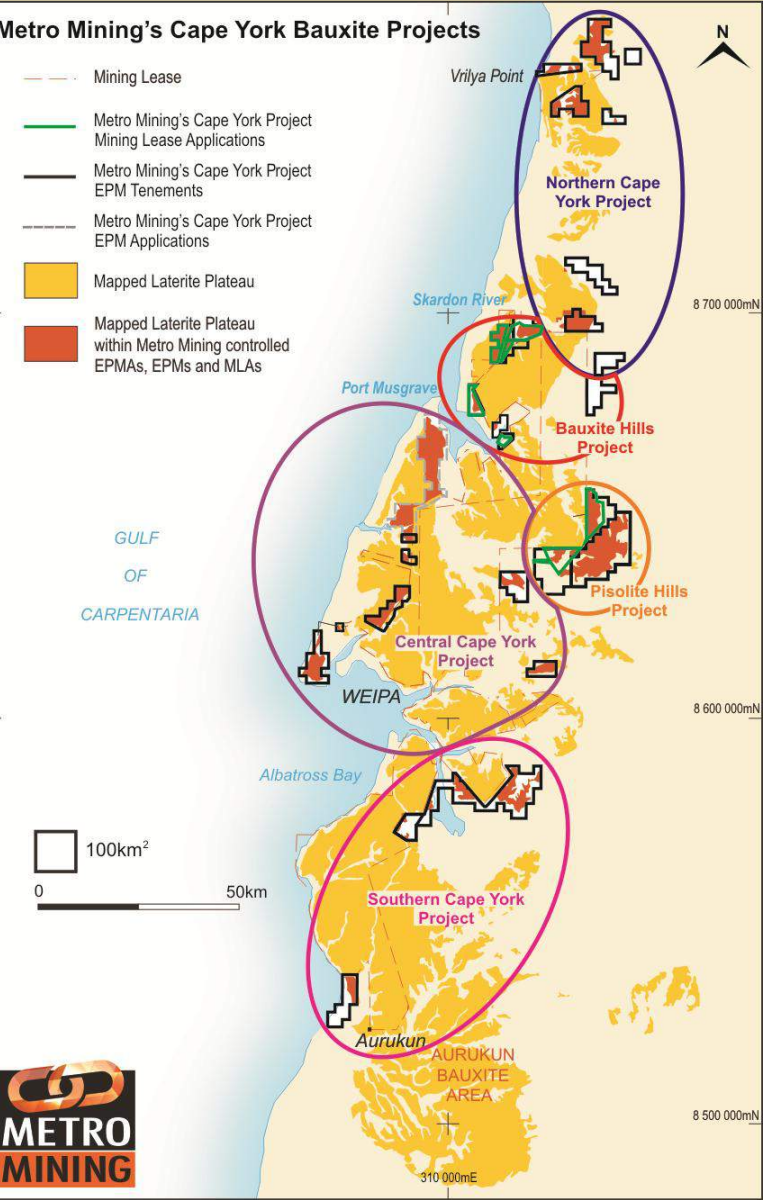 Metro Mining's Cape York Bauxite Projects
N
Mining Lease
Metro Mining's Cape York Project
Mining Lease Applications
Metro Mining's Cape York Project
EPM Tenements
Metro Mining's Cape York Project
EPM Applications
Mapped Laterite Plateau
Mapped Laterite Plateau
within Metro Mining controlled
EPMAs, EPMs and MLAs
Vrilya Point
Northern Cape
York Project
Skardon River
8 700 000mN
Port Musgrave
Bauxite Hills
Project
GULF
OF
CARPENTARIA
Pisolite Hills
Project
Central Cape York
Project
WEIPA
8 600 000mN
Albatross Bay
100km²
0
50km
Southern Cape York
Project
Aurukun
AURUKUN
BAUXITE
AREA
METRO
MINING
8 500 000mN
310 000mE